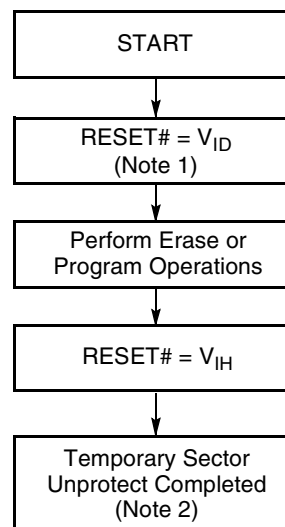 START
RESET# = V_ID
(Note 1)
Perform Erase or
Program Operations
RESET# = V_IH
Temporary Sector
Unprotect Completed
(Note 2)